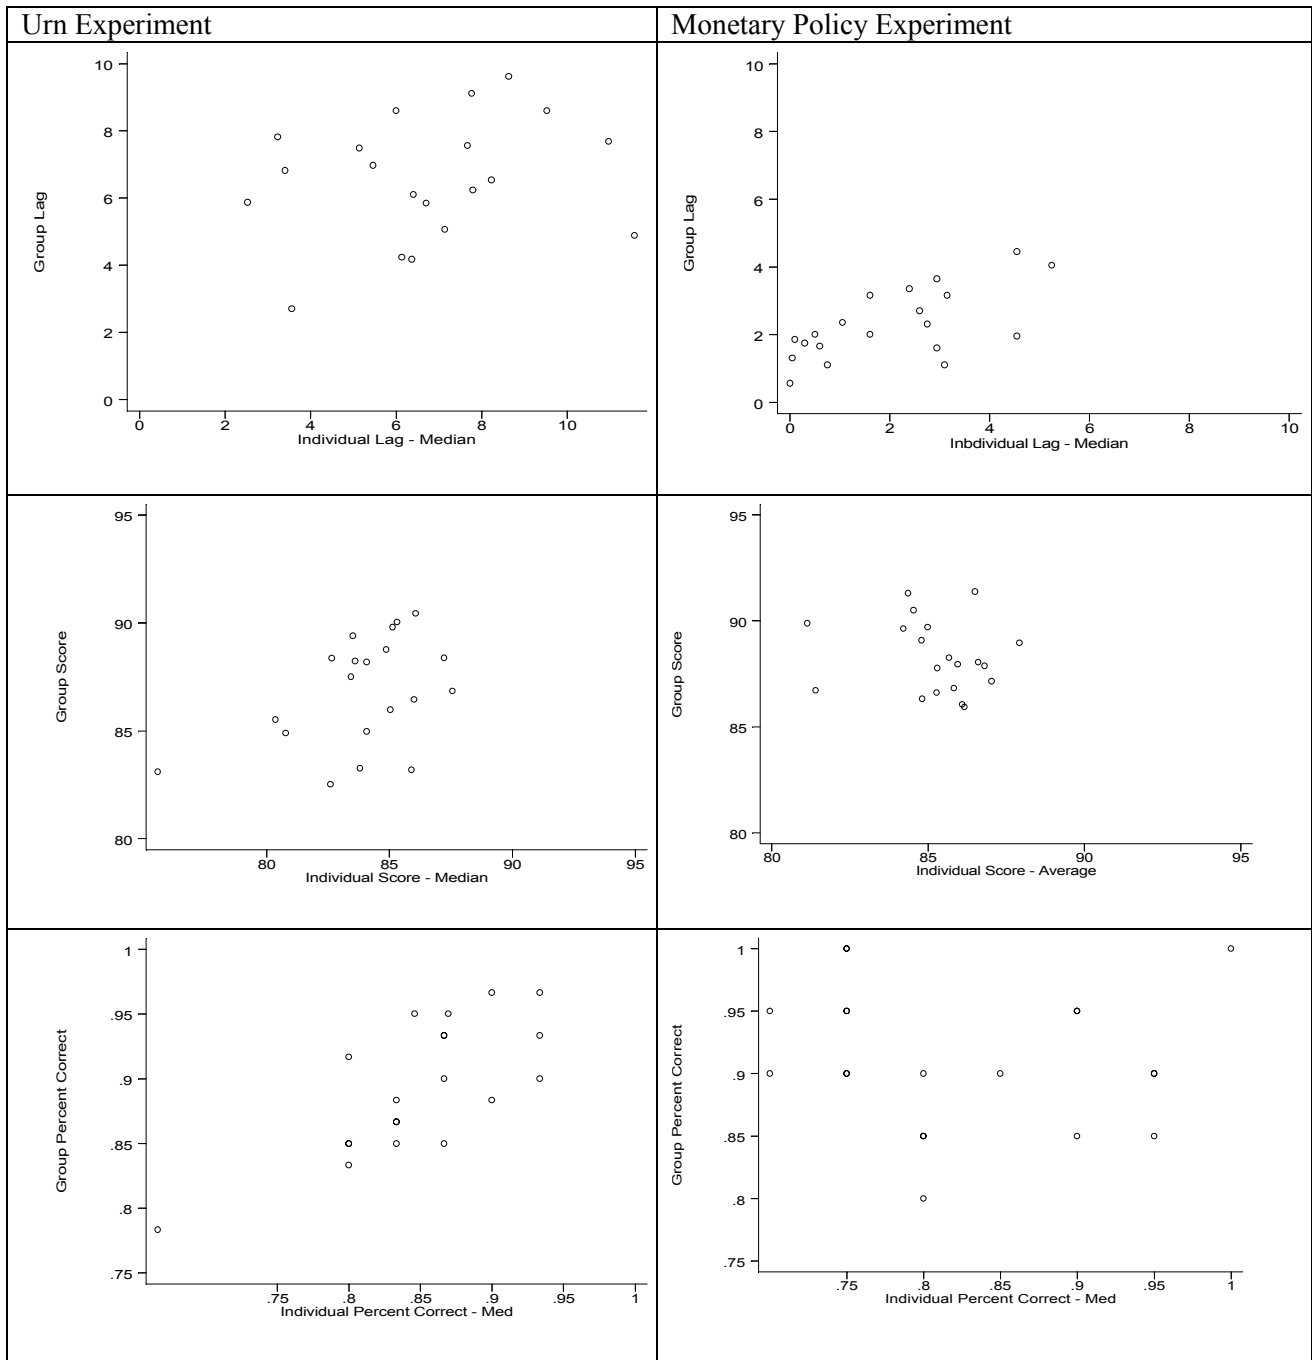 Urn Experiment
Monetary Policy Experiment
10
8
6
4
2
0
Group Lag
0 2 4 6 8 10
Individual Lag - Median
10
8
6
4
2
0
Group Lag
0 2 4 6 8 10
Inbdividual Lag - Median
95
90
85
80
Group Score
80 85 90 95
Individual Score - Median
95
90
85
80
Group Score
80 85 90 95
Individual Score - Average
1
.95
.9
.85
.8
.75
Group Percent Correct
.75 .8 .85 .9 .95 1
Individual Percent Correct - Med
1
.95
.9
.85
.8
.75
Group Percent Correct
.75 .8 .85 .9 .95 1
Individual Percent Correct - Med